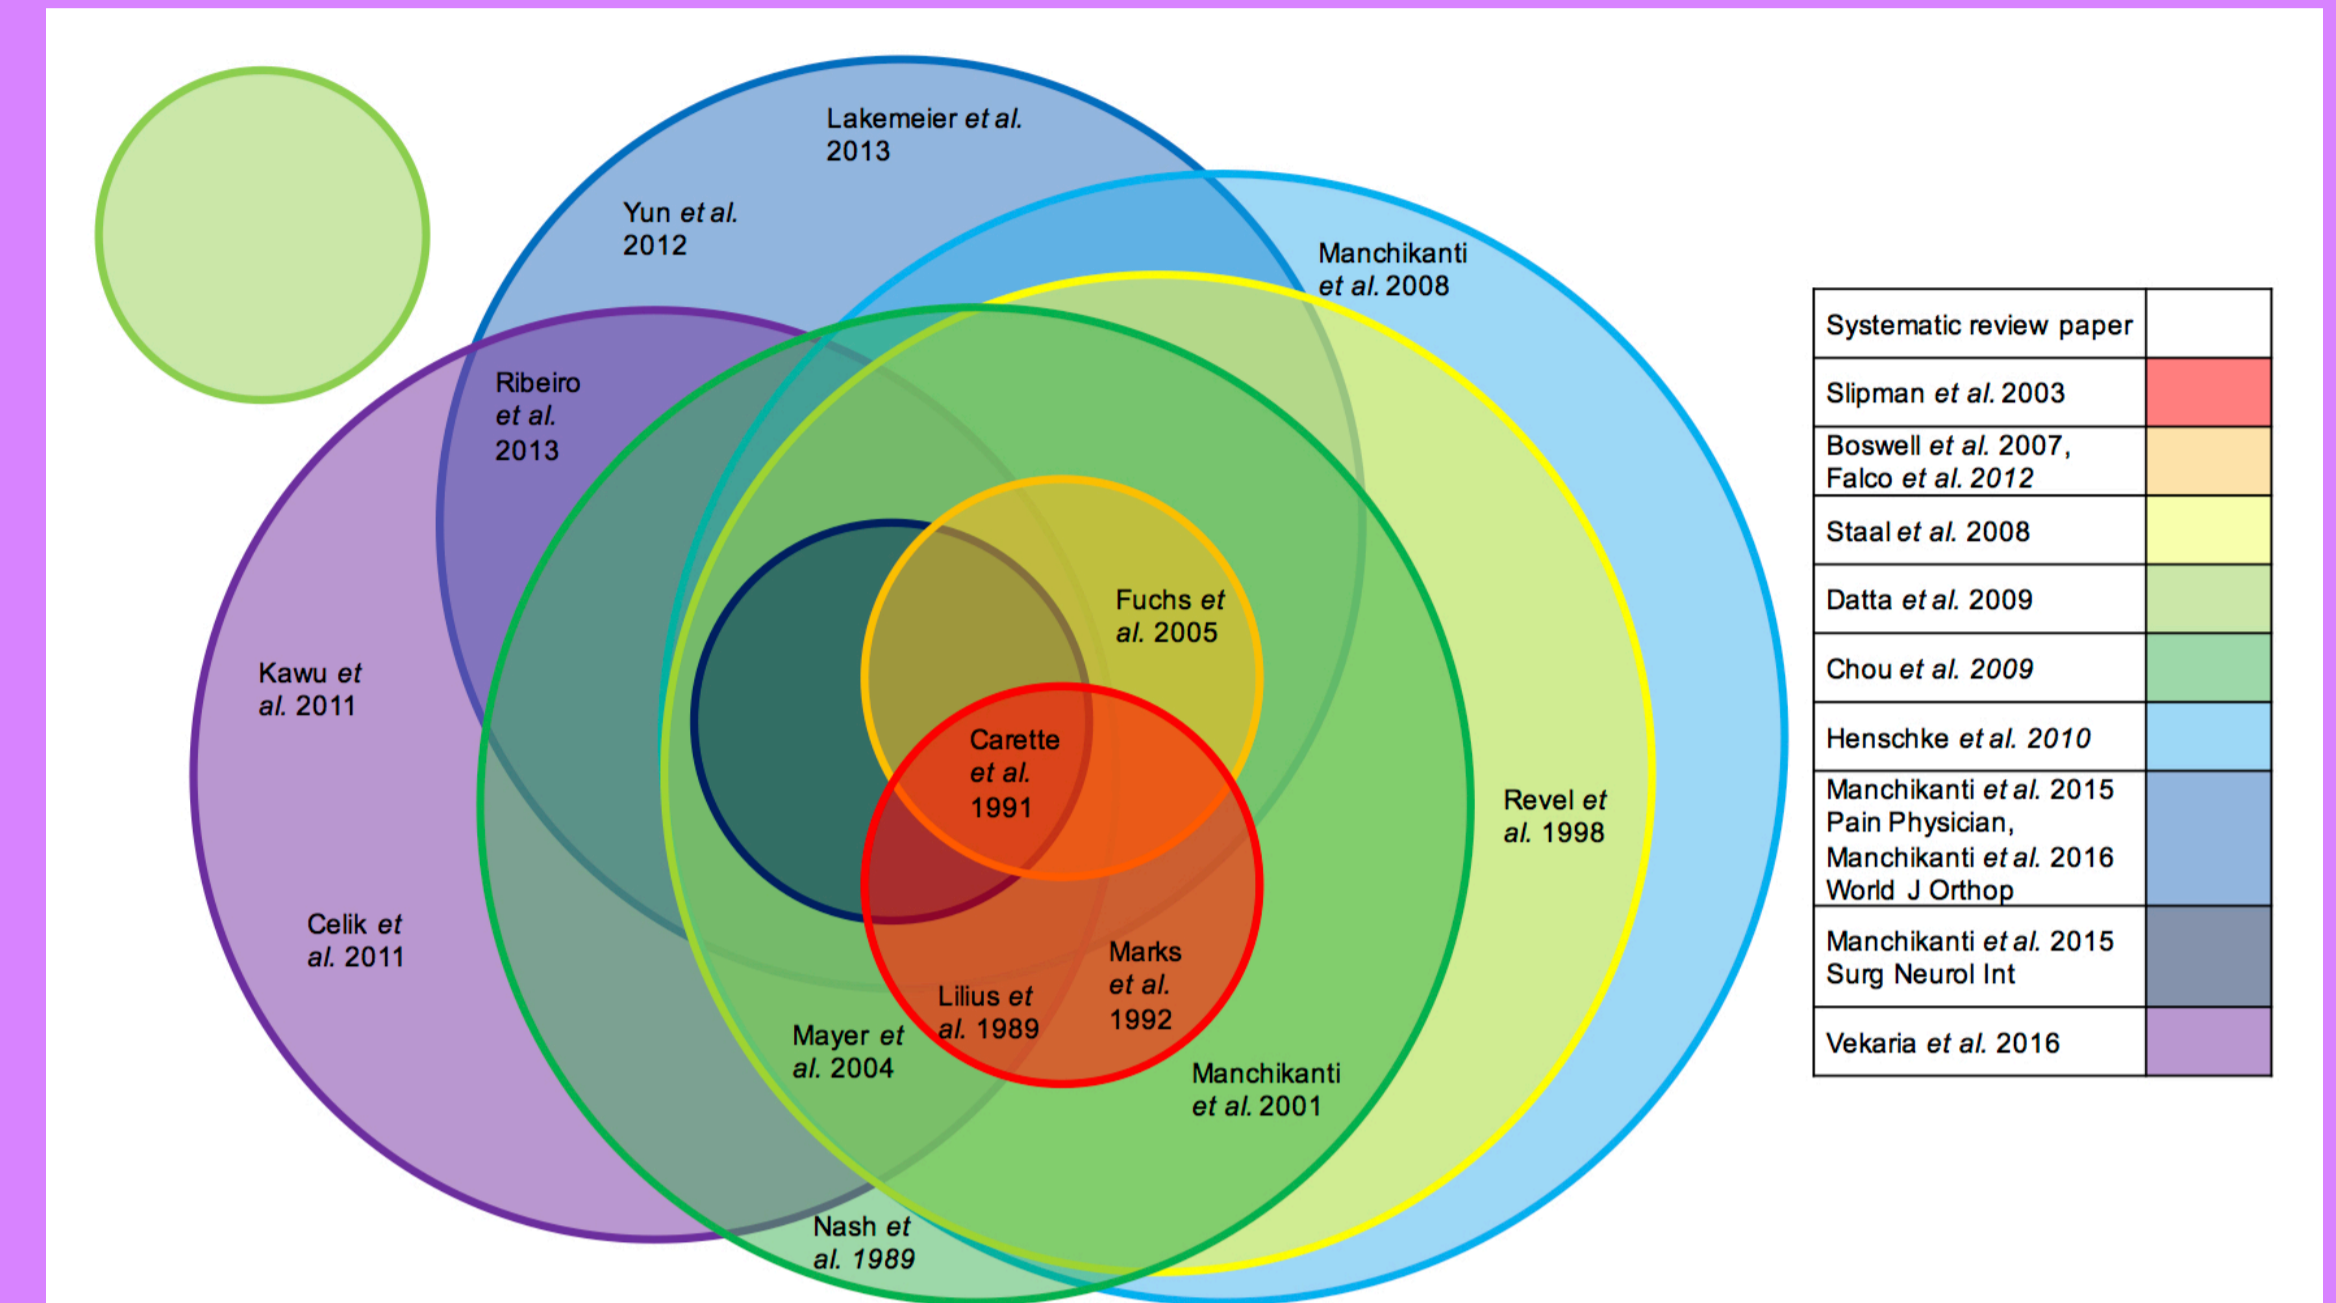 Lakemeier et al.
2013
Yun et al.
2012
Manchikanti
et al. 2008
Ribeiro
et al.
2013
Fuchs et
al. 2005
Kawu et
al. 2011
Carette
et al.
1991
Revel et
al. 1998
Celik et
al. 2011
Marks
et al.
1992
Lilius et
al. 1989
Mayer et
al. 2004
Manchikanti
et al. 2001
Nash et
al. 1989
Systematic review paper
Slipman et al. 2003
Boswell et al. 2007,
Falco et al. 2012
Staal et al. 2008
Datta et al. 2009
Chou et al. 2009
Henschke et al. 2010
Manchikanti et al. 2015
Pain Physician,
Manchikanti et al. 2016
World J Orthop
Manchikanti et al. 2015
Surg Neurol Int
Vekaria et al. 2016